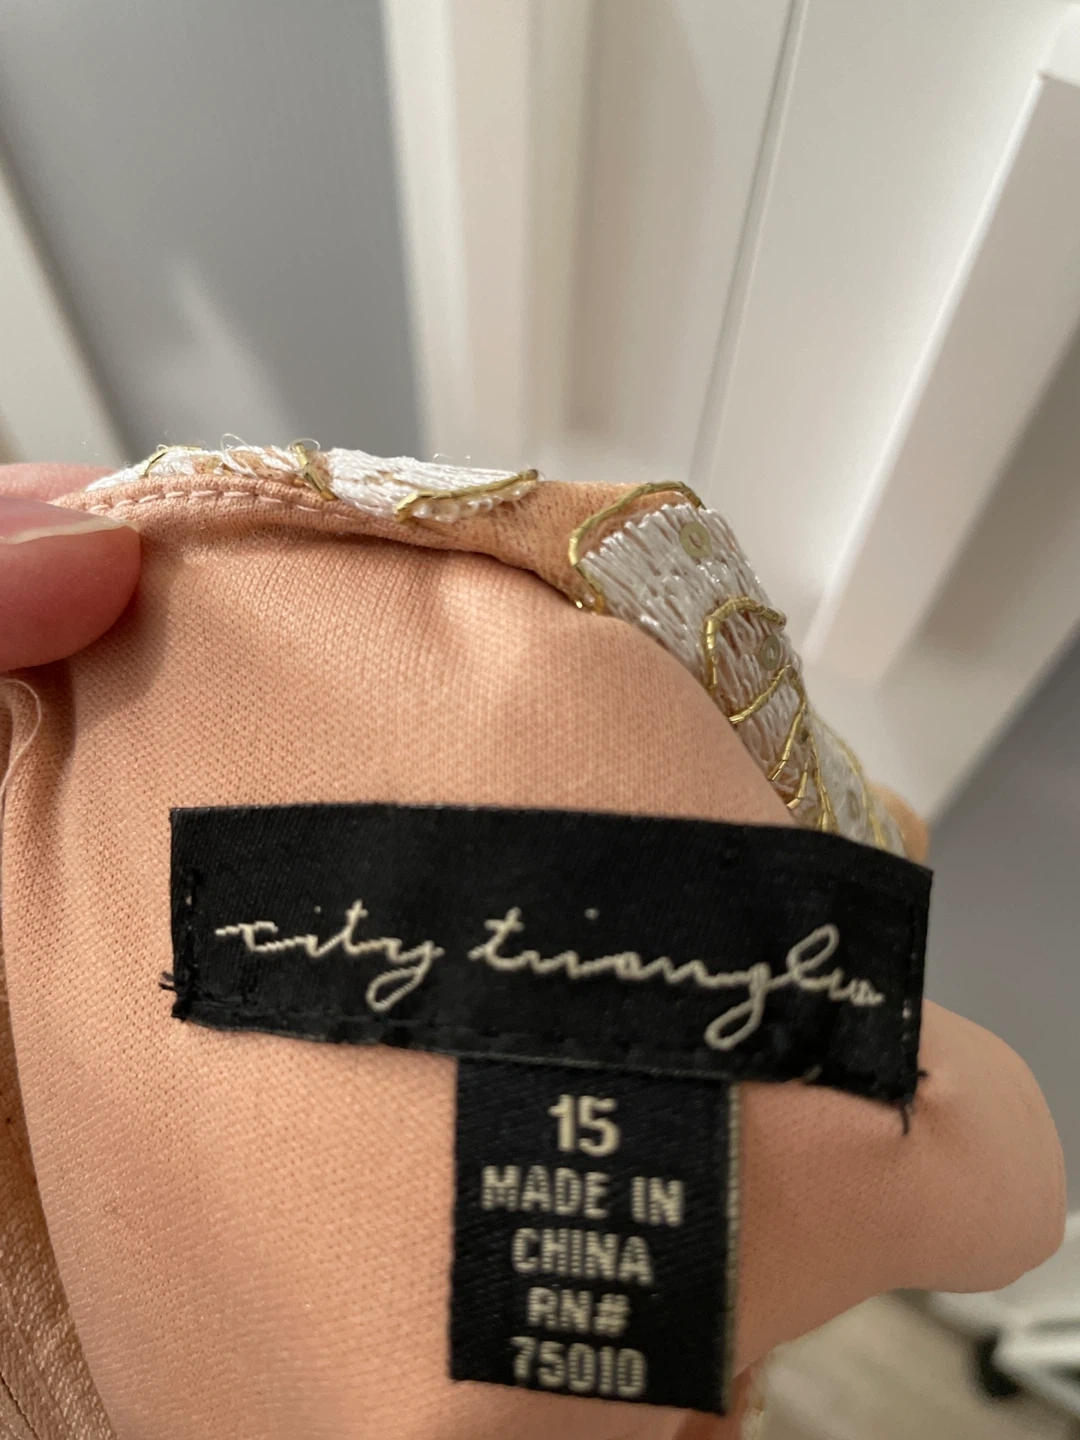 city triangles
15
MADE IN
CHINA
RN#
75010